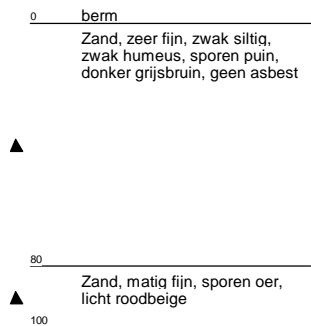 0 berm
Zand, zeer fijn, zwak siltig,
zwak humeus, sporen puin,
donker grijsbruin, geen asbest
80
Zand, matig fijn, sporen oer,
licht roodbeige
100